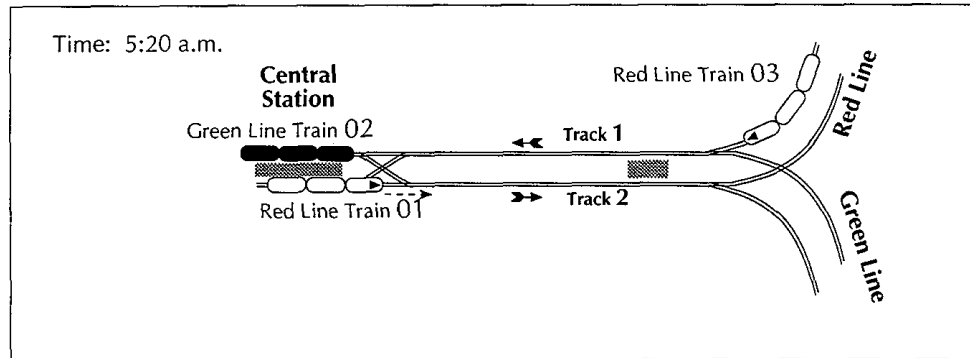 Time: 5:20 a.m.
Central
Station
Green Line Train 02
Red Line Train 01
Track 1
Track 2
Red Line Train 03
Red Line
Green Line